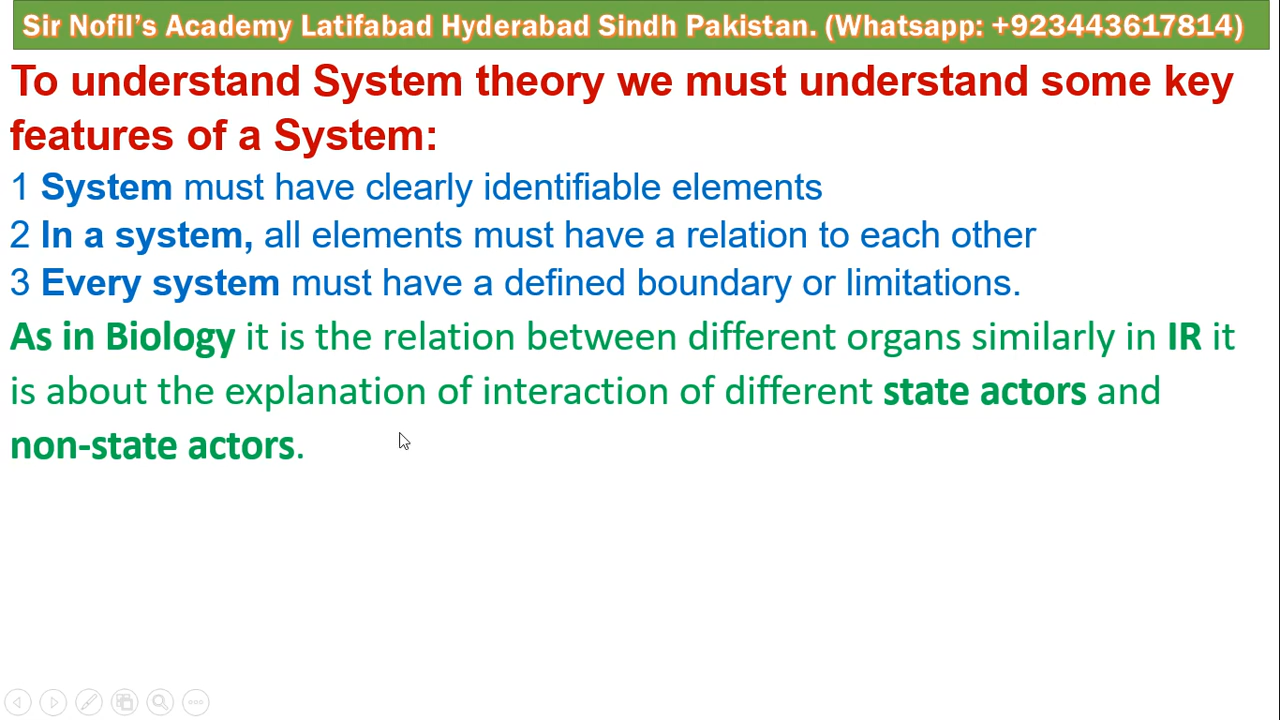 Sir Nofil's Academy Latifabad Hyderabad Sindh Pakistan. (Whatsapp: +923443617814)
To understand System theory we must understand some key
features of a System:
1 System must have clearly identifiable elements
2 In a system, all elements must have a relation to each other
3 Every system must have a defined boundary or limitations.
As in Biology it is the relation between different organs similarly in IR it
is about the explanation of interaction of different state actors and
non-state actors.